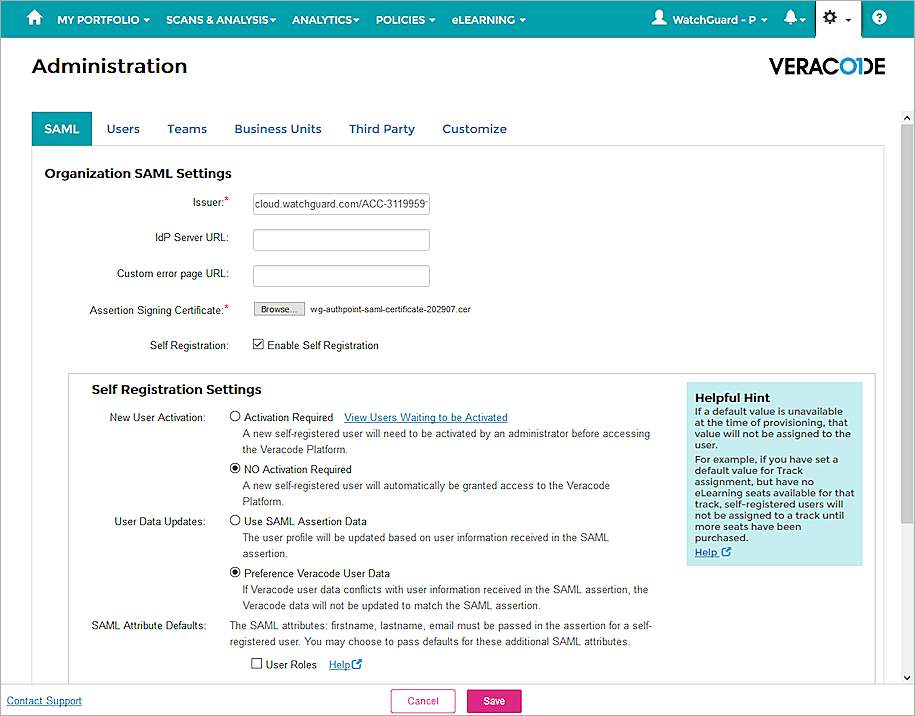 MY PORTFOLIO SCANS & ANALYSIS ANALYTICS POLICIES eLEARNING WatchGuard - P
Administration
VERACODE
SAML Users Teams Business Units Third Party Customize
Organization SAML Settings
Issuer:* cloud.watchguard.com/ACC-3119959
IdP Server URL:
Custom error page URL:
Assertion Signing Certificate:* Browse... wg-authpoint-saml-certificate-202907.cer
Self Registration: Enable Self Registration
Self Registration Settings
New User Activation: Activation Required View Users Waiting to be Activated
A new self-registered user will need to be activated by an administrator before accessing
the Veracode Platform.
NO Activation Required
A new self-registered user will automatically be granted access to the Veracode
Platform.
User Data Updates: Use SAML Assertion Data
The user profile will be updated based on user information received in the SAML
assertion.
Preference Veracode User Data
If Veracode user data conflicts with user information received in the SAML assertion, the
Veracode data will not be updated to match the SAML assertion.
SAML Attribute Defaults: The SAML attributes: firstname, lastname, email must be passed in the assertion for a self-
registered user. You may choose to pass defaults for these additional SAML attributes.
User Roles Help
Helpful Hint
If a default value is unavailable
at the time of provisioning, that
value will not be assigned to the
user.
For example, if you have set a
default value for Track
assignment, but have no
eLearning seats available for that
track, self-registered users will
not be assigned to a track until
more seats have been
purchased.
Help
Contact Support Cancel Save